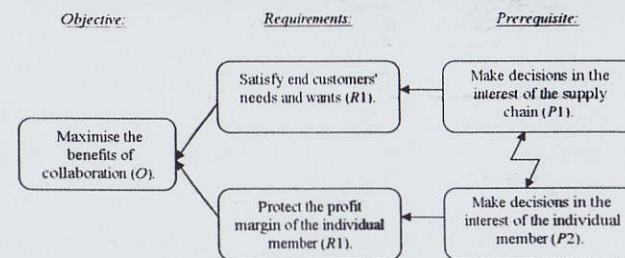 Objective:
Requirements:
Prerequisite:
Satisfy end customers'
needs and wants (R1).
Make decisions in the
interest of the supply
chain (P1).
Maximise the
benefits of
collaboration (O).
Protect the profit
margin of the individual
member (R1).
Make decisions in the
interest of the individual
member (P2).